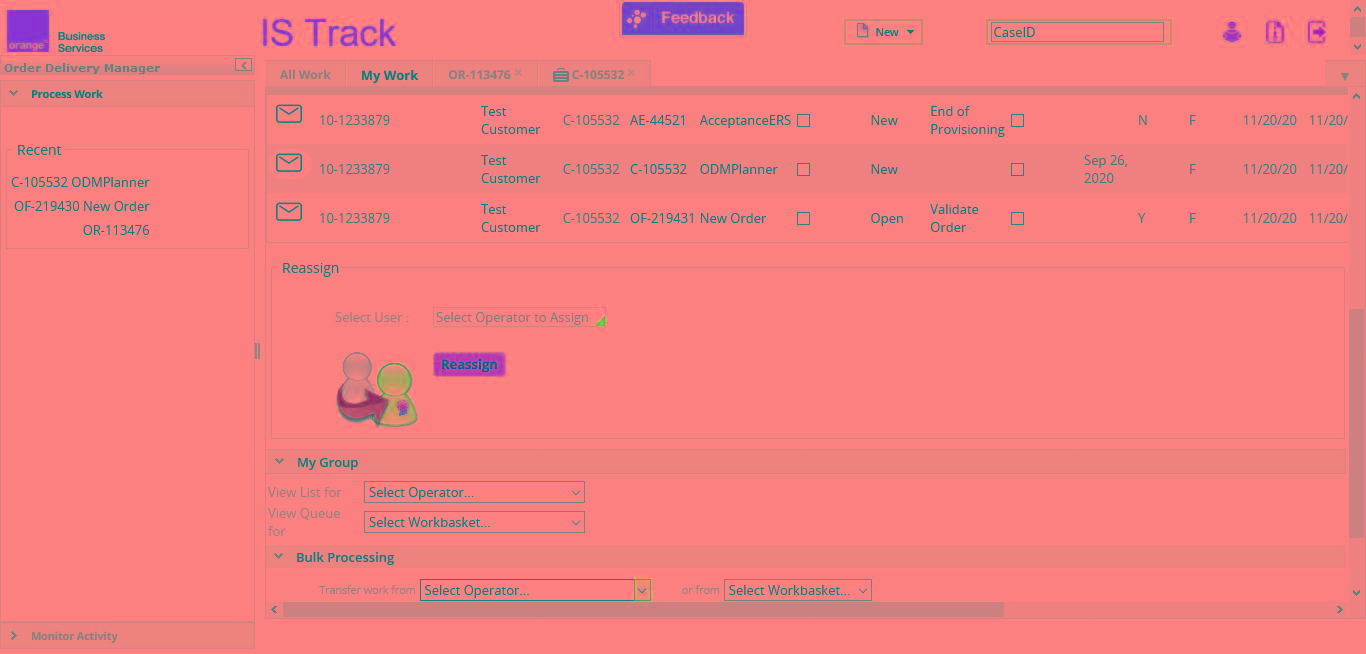 orange™
Business
Services
IS Track
Feedback
New
CaseID
Order Delivery Manager
Process Work
Recent
C-105532 ODMPlanner
OF-219430 New Order
OR-113476
Monitor Activity
All Work
My Work
OR-113476 ×
C-105532 ×
10-1233879 Test Customer C-105532 AE-44521 AcceptanceERS New End of Provisioning N F 11/20/20 11/20/
10-1233879 Test Customer C-105532 C-105532 ODMPlanner New Sep 26, 2020 F 11/20/20 11/20/
10-1233879 Test Customer C-105532 OF-219431 New Order Open Validate Order Y F 11/20/20 11/20/
Reassign
Select User : Select Operator to Assign
Reassign
My Group
View List for Select Operator...
View Queue for Select Workbasket...
Bulk Processing
Transfer work from Select Operator... or from Select Workbasket...